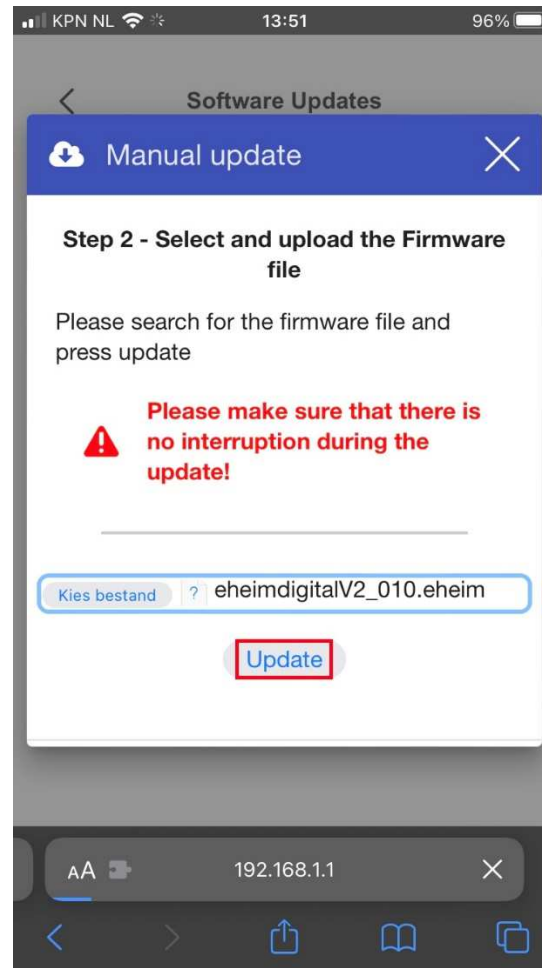 KPN NL 13:51 96%
Software Updates
Manual update
Step 2 - Select and upload the Firmware
file
Please search for the firmware file and
press update
Please make sure that there is
no interruption during the
update!
Kies bestand ? eheimdigitalV2_010.eheim
Update
AA 192.168.1.1